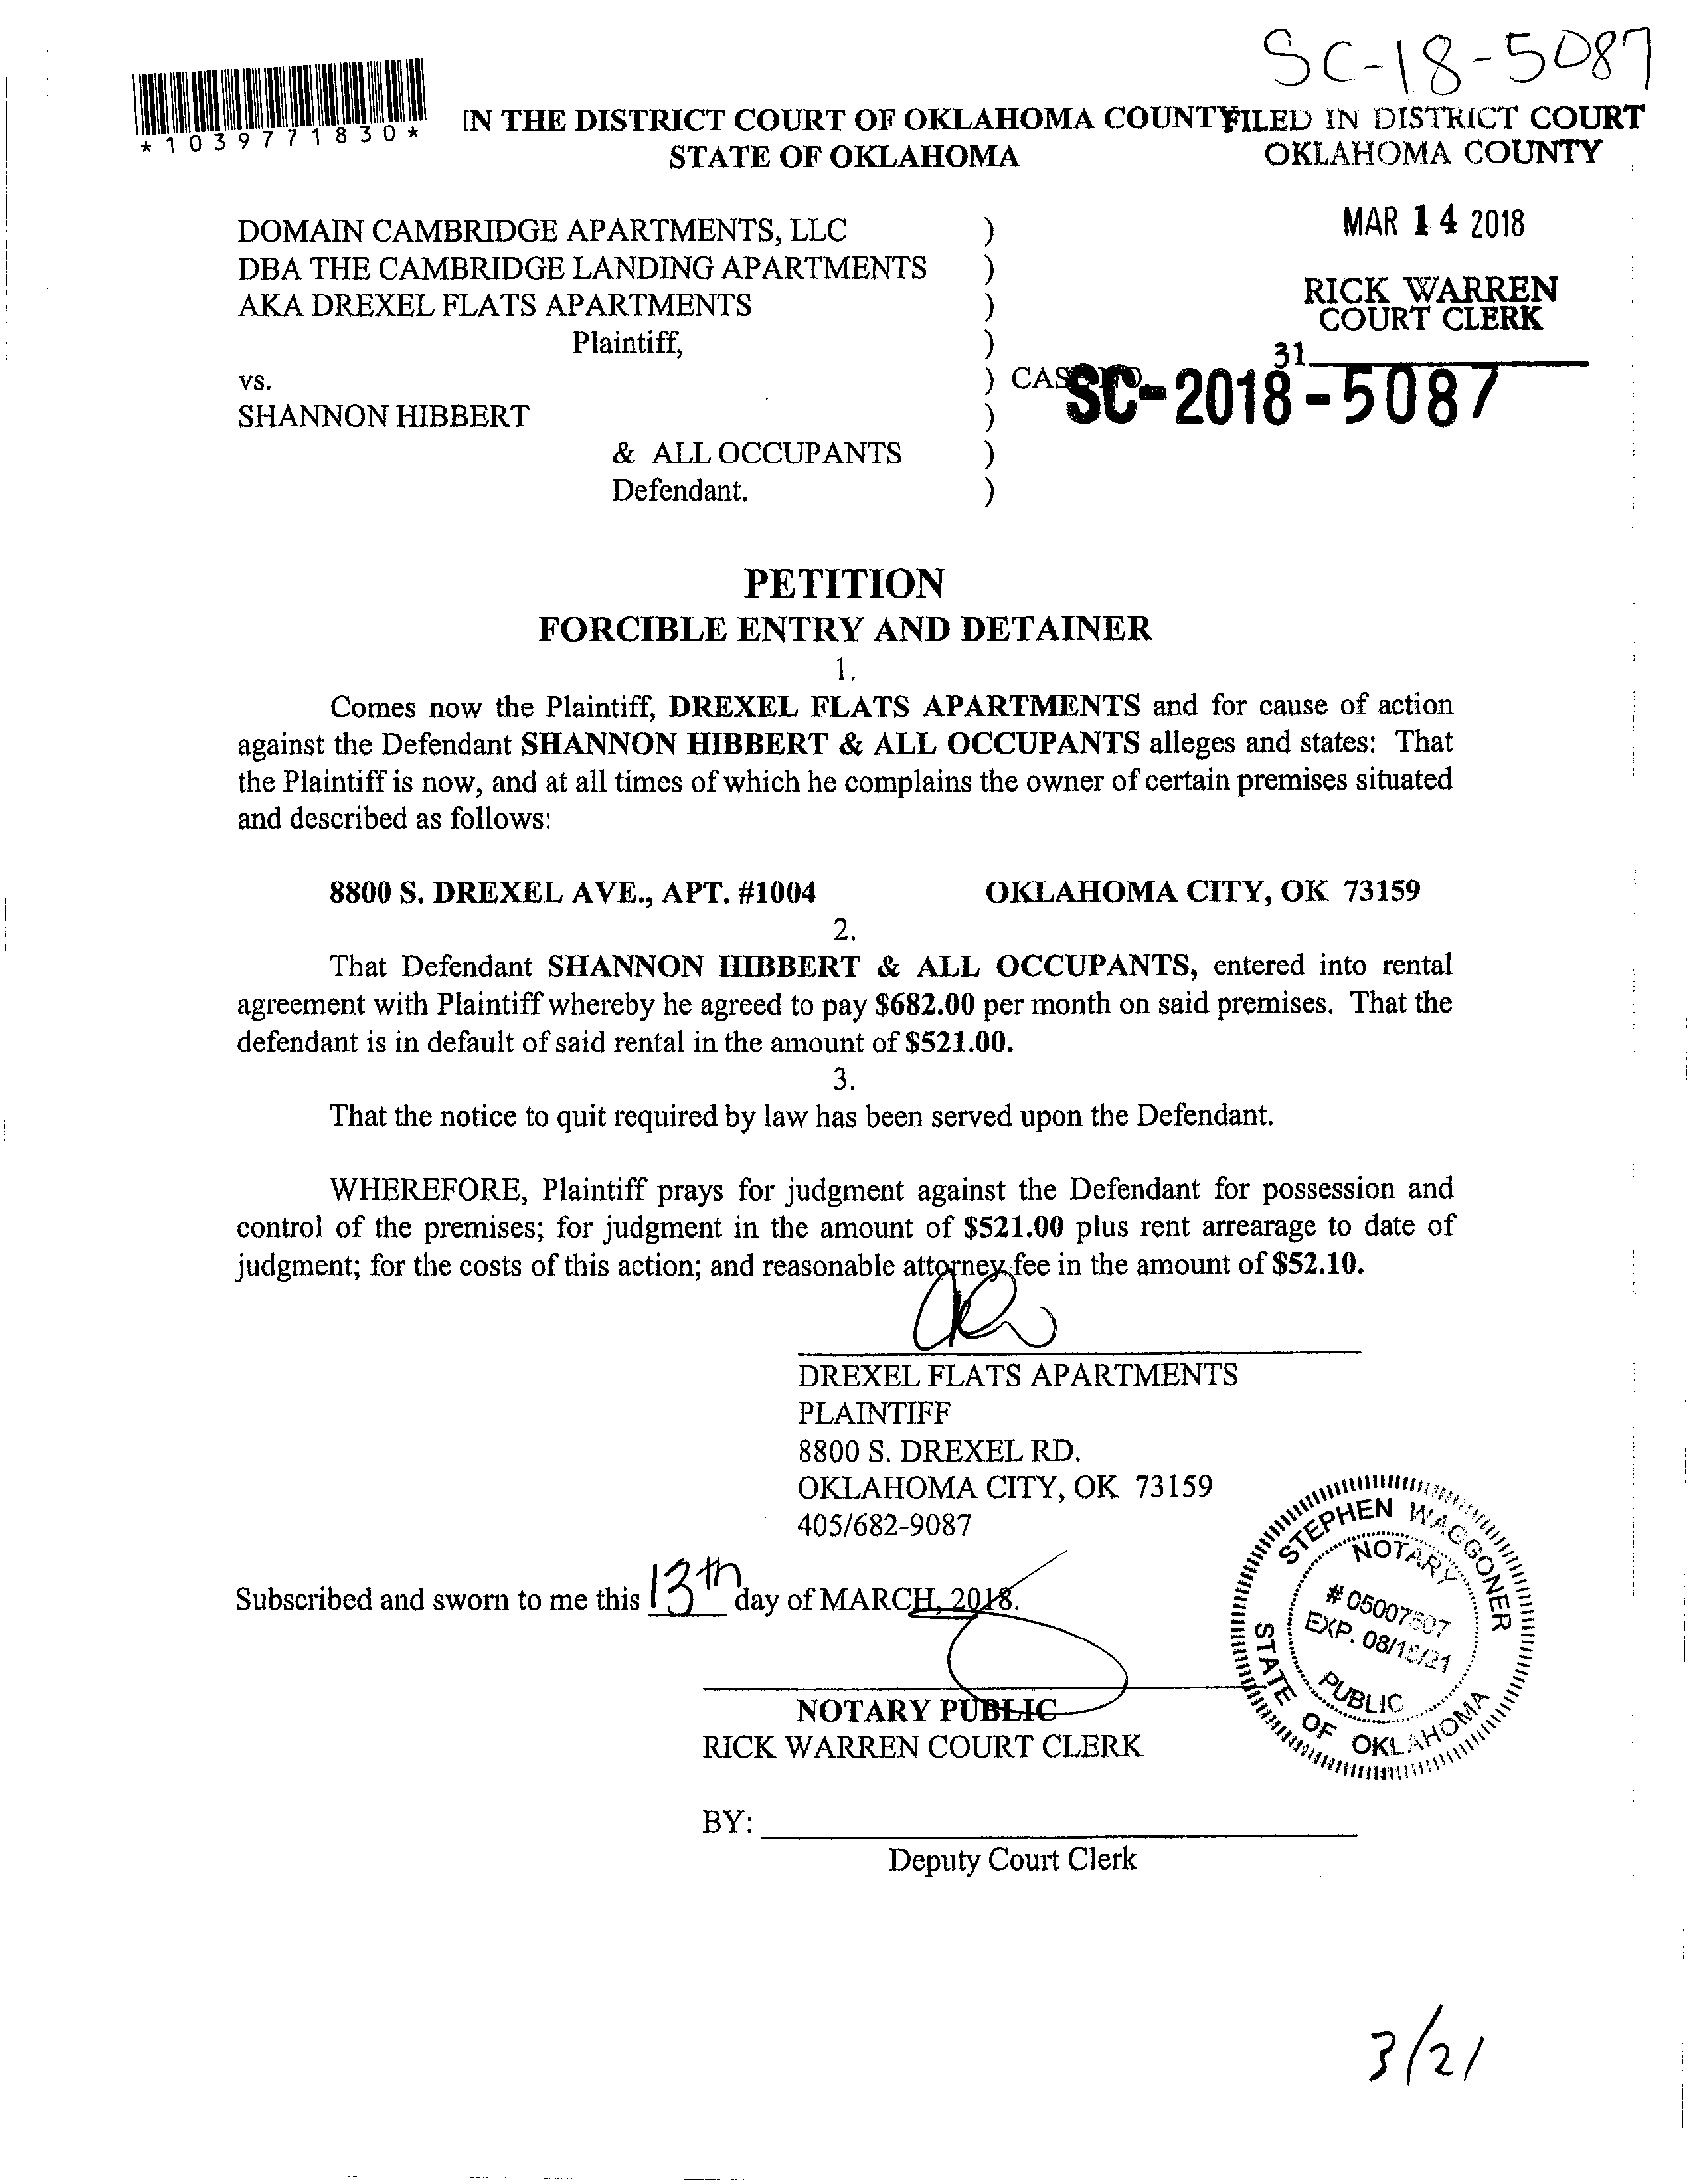 SC-18-5087
*1039771830*
IN THE DISTRICT COURT OF OKLAHOMA COUNTY
STATE OF OKLAHOMA
FILED IN DISTRICT COURT
OKLAHOMA COUNTY
MAR 14 2018
RICK WARREN
COURT CLERK
31
DOMAIN CAMBRIDGE APARTMENTS, LLC )
DBA THE CAMBRIDGE LANDING APARTMENTS )
AKA DREXEL FLATS APARTMENTS )
Plaintiff, )
vs. )
SC-2018-5087
SHANNON HIBBERT )
& ALL OCCUPANTS )
Defendant. )
PETITION
FORCIBLE ENTRY AND DETAINER
1.
Comes now the Plaintiff, DREXEL FLATS APARTMENTS and for cause of action
against the Defendant SHANNON HIBBERT & ALL OCCUPANTS alleges and states: That
the Plaintiff is now, and at all times of which he complains the owner of certain premises situated
and described as follows:
8800 S. DREXEL AVE., APT. #1004 OKLAHOMA CITY, OK 73159
2.
That Defendant SHANNON HIBBERT & ALL OCCUPANTS, entered into rental
agreement with Plaintiff whereby he agreed to pay $682.00 per month on said premises. That the
defendant is in default of said rental in the amount of $521.00.
3.
That the notice to quit required by law has been served upon the Defendant.
WHEREFORE, Plaintiff prays for judgment against the Defendant for possession and
control of the premises; for judgment in the amount of $521.00 plus rent arrearage to date of
judgment; for the costs of this action; and reasonable attorney fee in the amount of $52.10.
DREXEL FLATS APARTMENTS
PLAINTIFF
8800 S. DREXEL RD.
OKLAHOMA CITY, OK 73159
405/682-9087
Subscribed and sworn to me this 13th day of MARCH, 2018.
NOTARY PUBLIC
RICK WARREN COURT CLERK
BY:
Deputy Court Clerk
STEPHEN WAGGONER
NOTARY
EXP.
PUBLIC
STATE OF OKLAHOMA
3/21